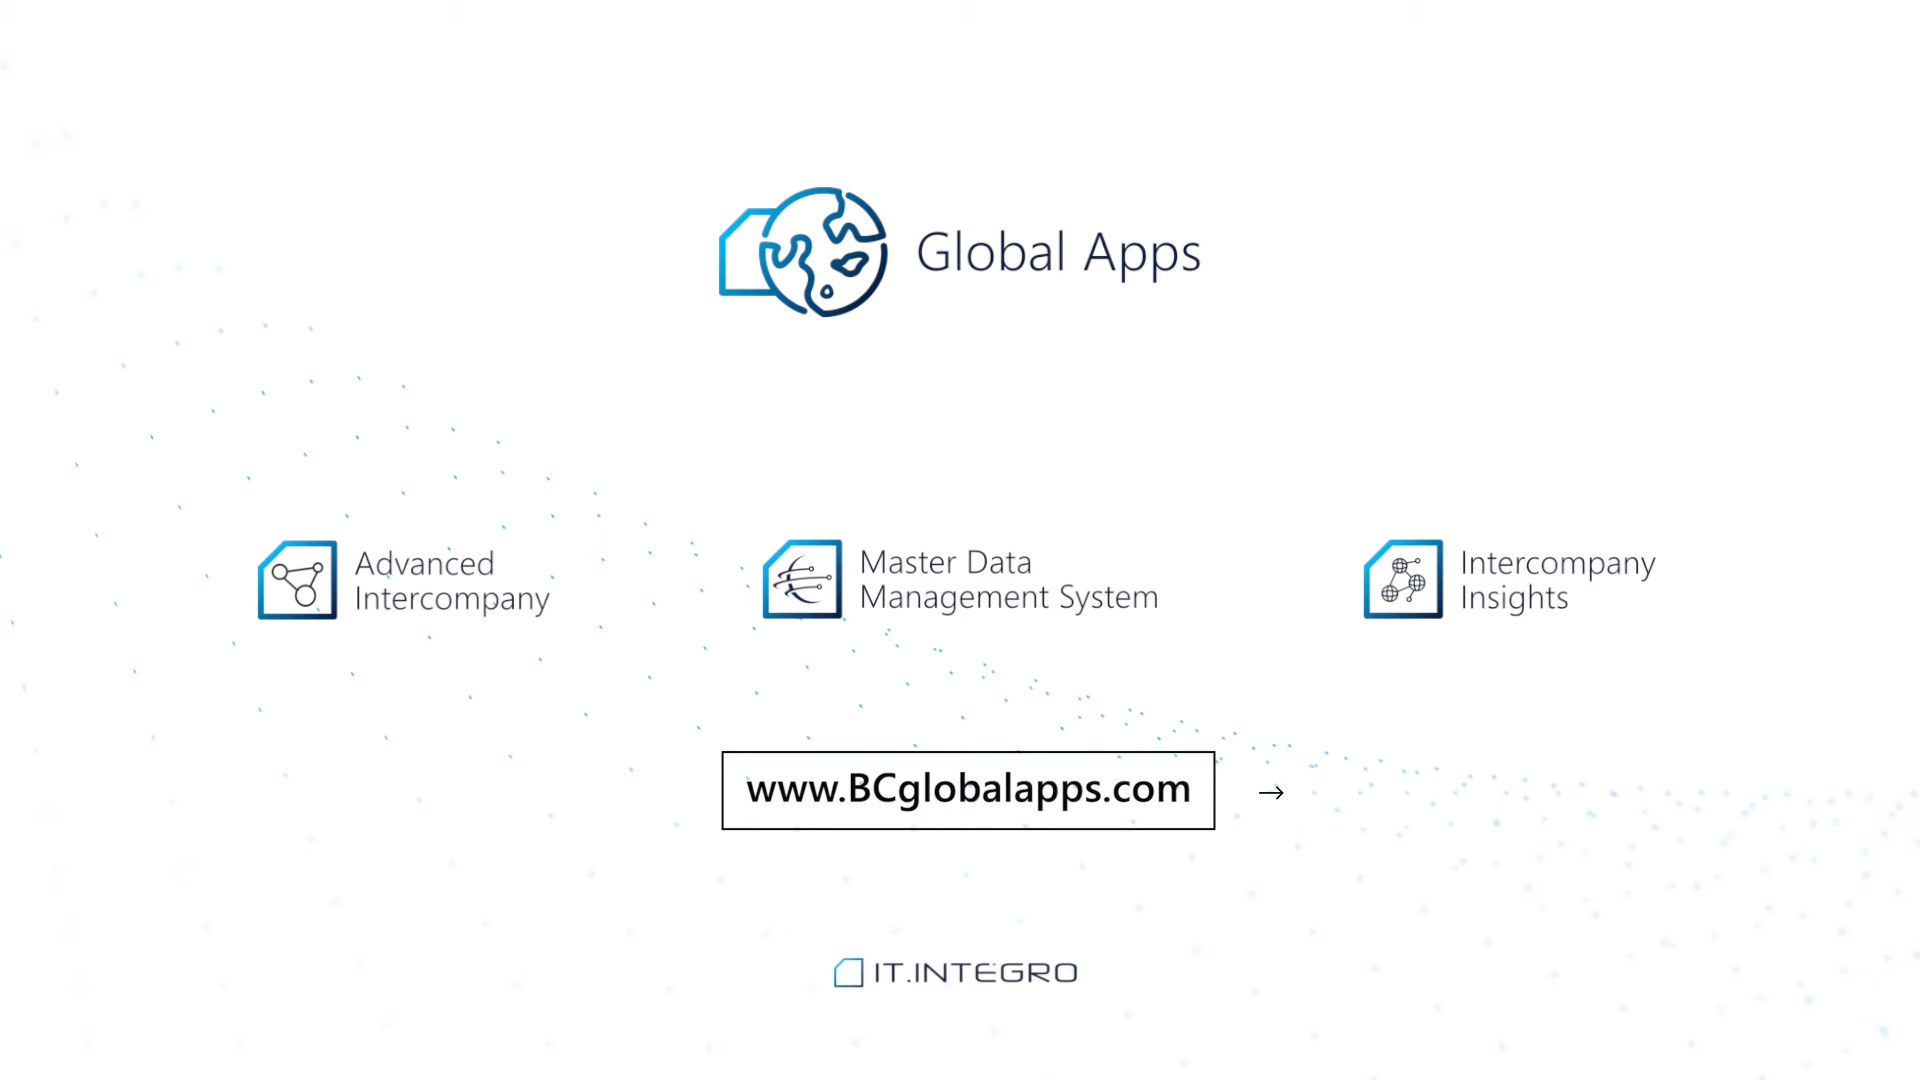 Global Apps
Advanced
Intercompany
Master Data
Management System
Intercompany
Insights
www.BCglobalapps.com
IT.INTEGRO